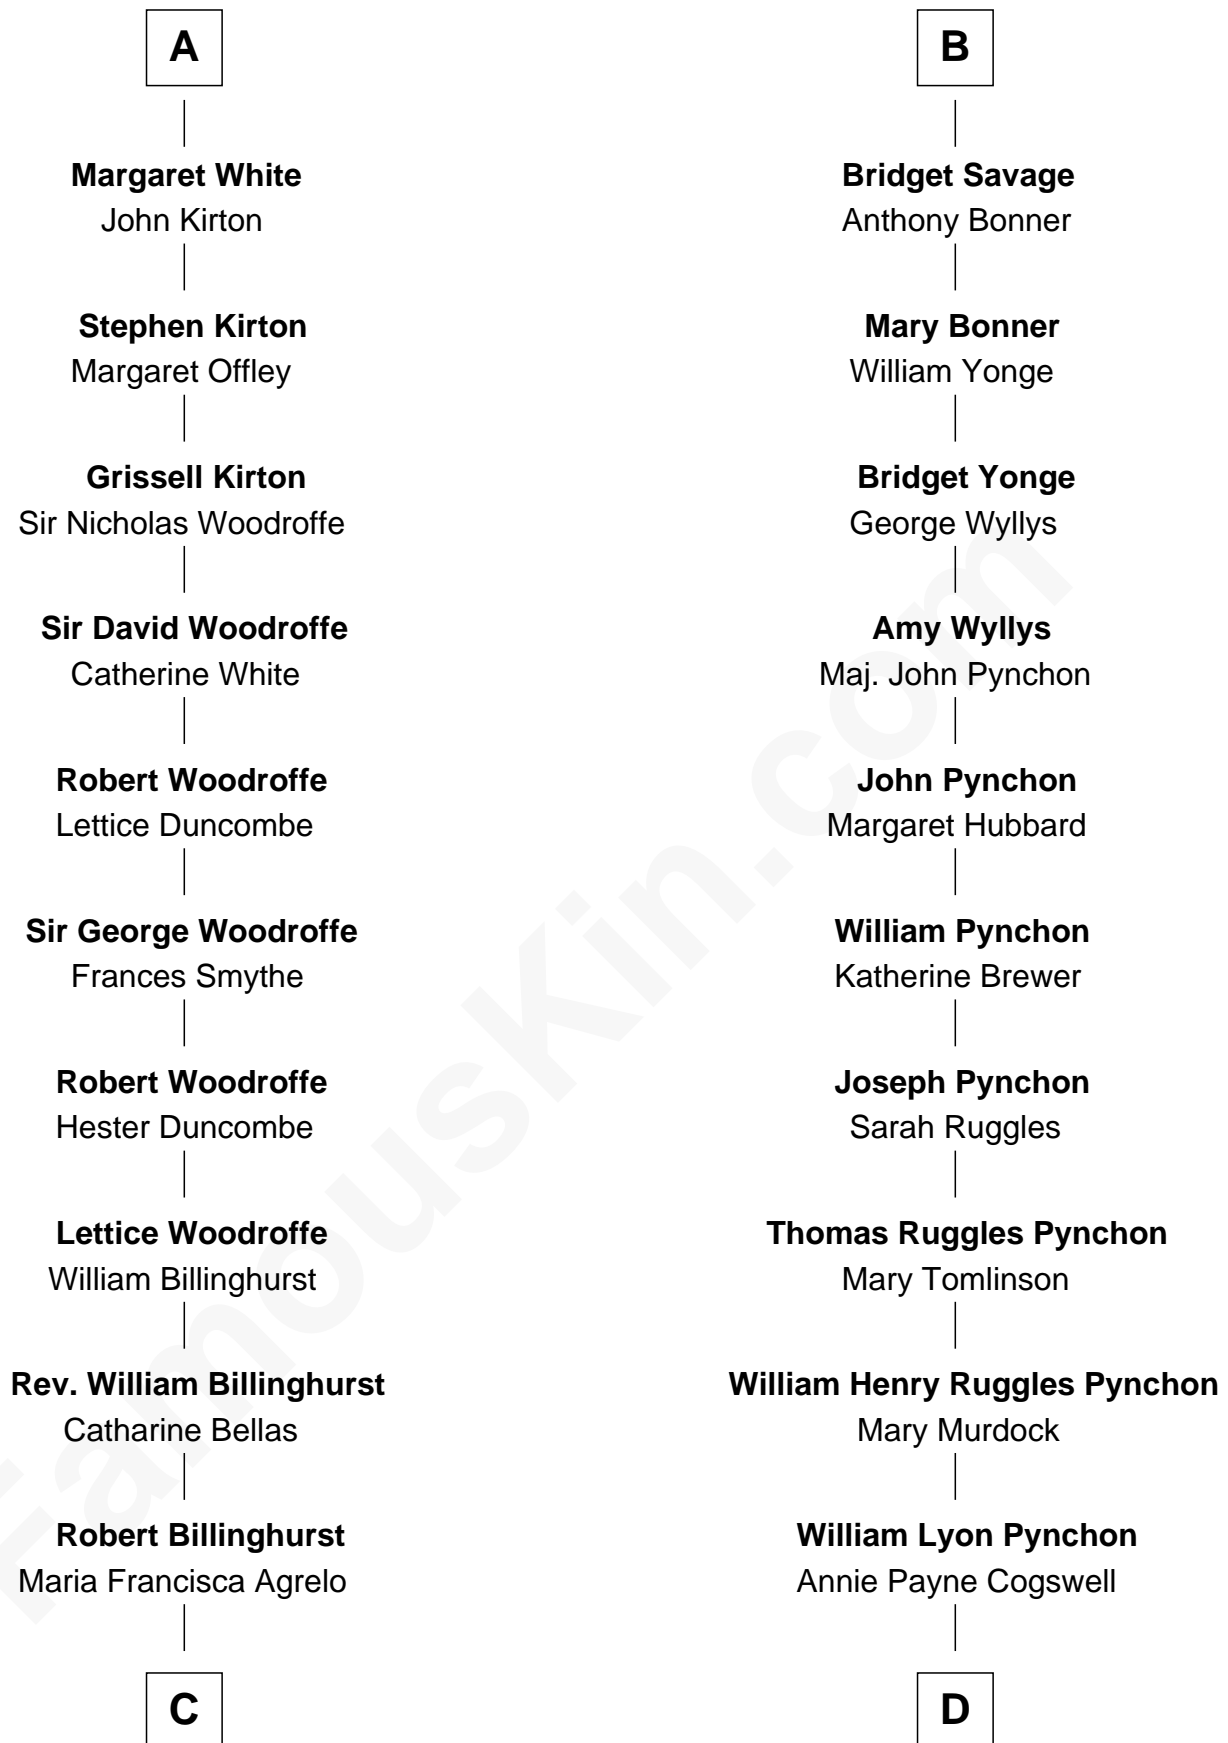 A
Margaret White
John Kirton
Stephen Kirton
Margaret Offley
Grissell Kirton
Sir Nicholas Woodroffe
Sir David Woodroffe
Catherine White
Robert Woodroffe
Lettice Duncombe
Sir George Woodroffe
Frances Smythe
Robert Woodroffe
Hester Duncombe
Lettice Woodroffe
William Billinghurst
Rev. William Billinghurst
Catharine Bellas
Robert Billinghurst
Maria Francisca Agrelo
C
B
Bridget Savage
Anthony Bonner
Mary Bonner
William Yonge
Bridget Yonge
George Wyllys
Amy Wyllys
Maj. John Pynchon
John Pynchon
Margaret Hubbard
William Pynchon
Katherine Brewer
Joseph Pynchon
Sarah Ruggles
Thomas Ruggles Pynchon
Mary Tomlinson
William Henry Ruggles Pynchon
Mary Murdock
William Lyon Pynchon
Annie Payne Cogswell
D
FamousKin.com